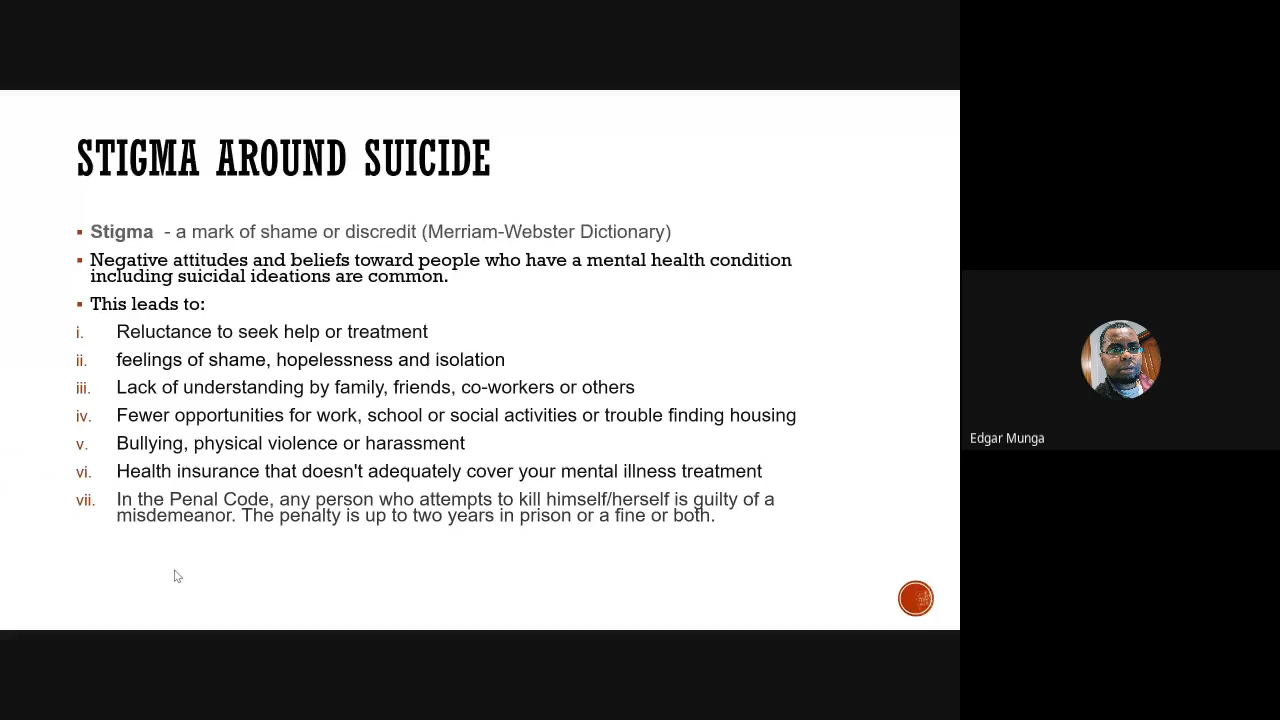 STIGMA AROUND SUICIDE
▪ Stigma - a mark of shame or discredit (Merriam-Webster Dictionary)
▪ Negative attitudes and beliefs toward people who have a mental health condition
including suicidal ideations are common.
▪ This leads to:
i. Reluctance to seek help or treatment
ii. feelings of shame, hopelessness and isolation
iii. Lack of understanding by family, friends, co-workers or others
iv. Fewer opportunities for work, school or social activities or trouble finding housing
v. Bullying, physical violence or harassment
vi. Health insurance that doesn't adequately cover your mental illness treatment
vii. In the Penal Code, any person who attempts to kill himself/herself is guilty of a
misdemeanor. The penalty is up to two years in prison or a fine or both.
Edgar Munga